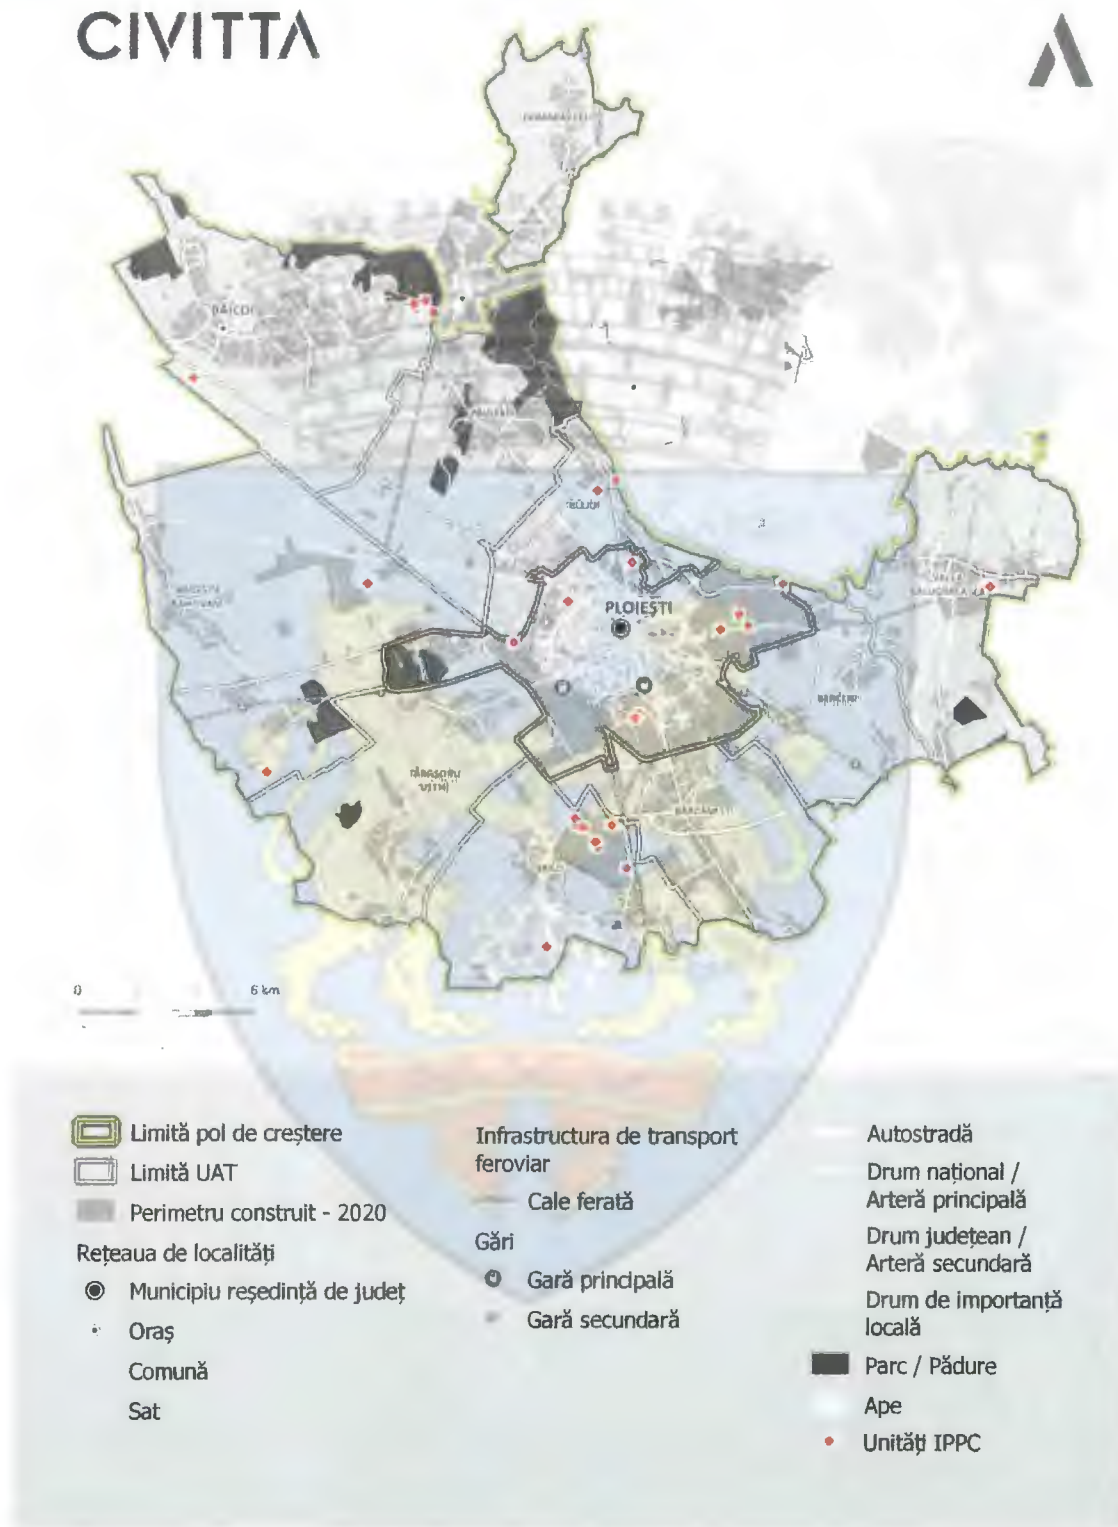 CIVITTA
BĂICOI
PLOIEȘTI
BĂRCĂNEȘTI
0
6 km
Limită pol de creștere
Limită UAT
Perimetru construit - 2020
Rețeaua de localități
Municipiu reședință de județ
Oraș
Comună
Sat
Infrastructura de transport
feroviar
Cale ferată
Gări
Gară principală
Gară secundară
Autostradă
Drum național /
Arteră principală
Drum județean /
Arteră secundară
Drum de importanță
locală
Parc / Pădure
Ape
Unități IPPC